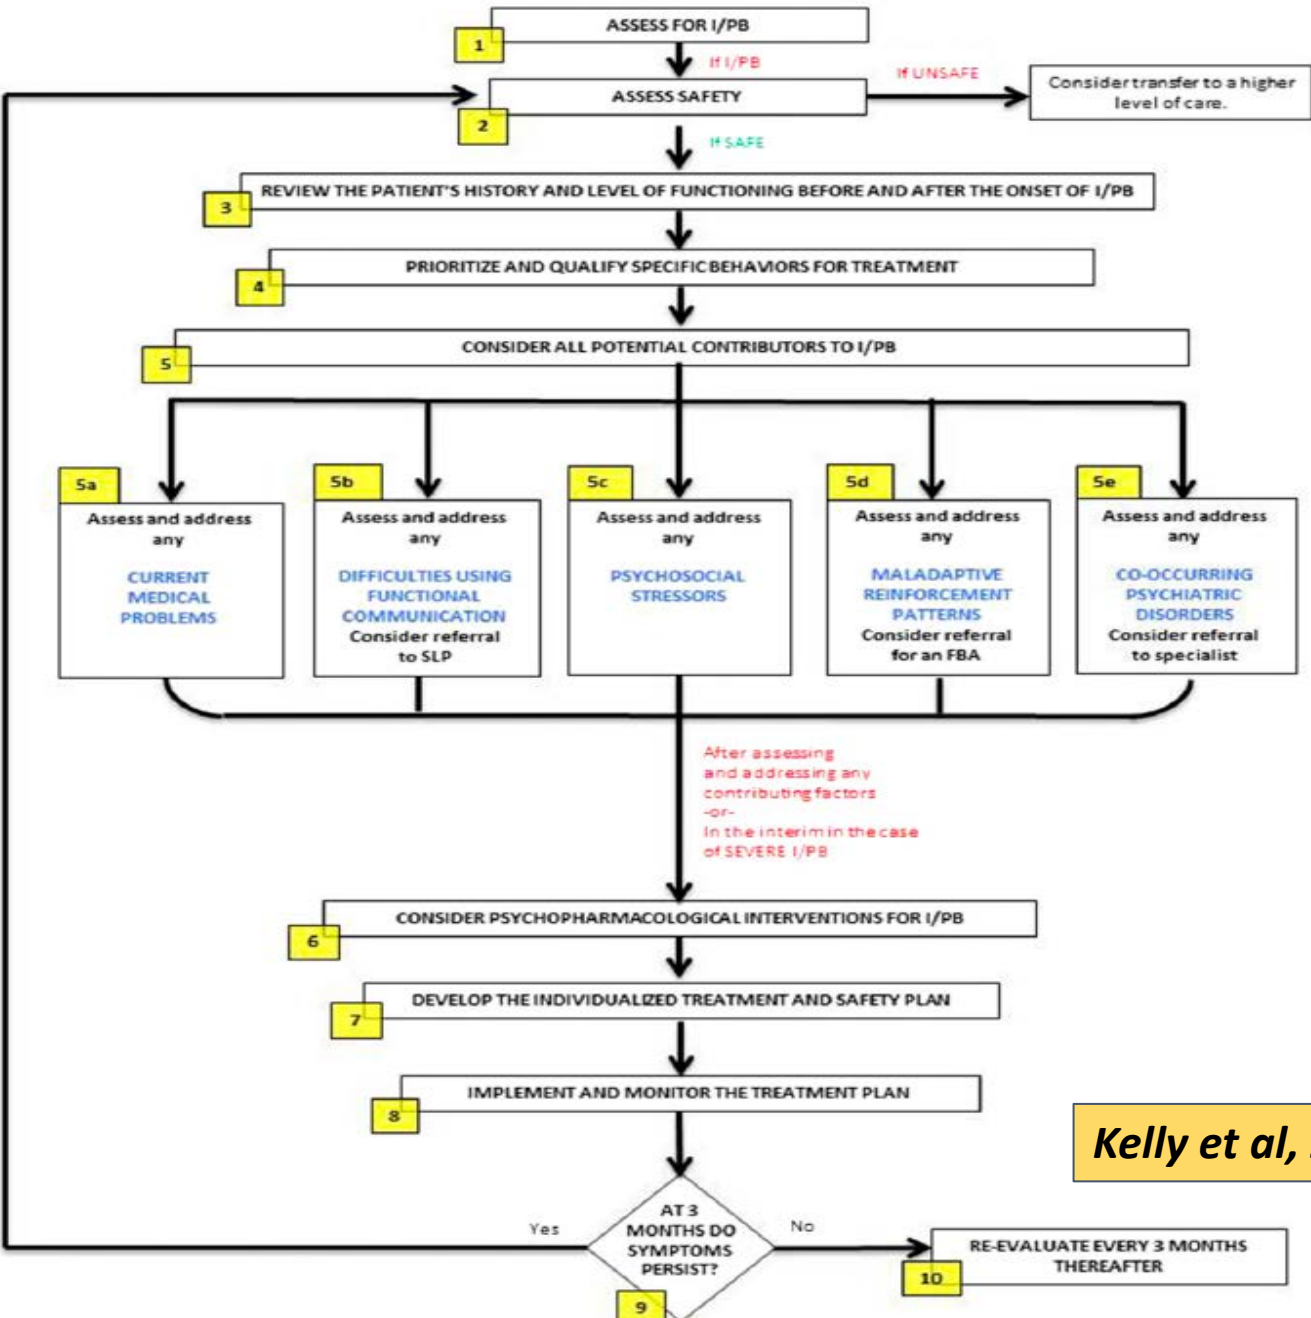 ASSESS FOR I/PB
1
If I/PB
If UNSAFE
Consider transfer to a higher
level of care.
ASSESS SAFETY
2
If SAFE
REVIEW THE PATIENT'S HISTORY AND LEVEL OF FUNCTIONING BEFORE AND AFTER THE ONSET OF I/PB
3
PRIORITIZE AND QUALIFY SPECIFIC BEHAVIORS FOR TREATMENT
4
CONSIDER ALL POTENTIAL CONTRIBUTORS TO I/PB
5
5a
Assess and address
any
CURRENT
MEDICAL
PROBLEMS
5b
Assess and address
any
DIFFICULTIES USING
FUNCTIONAL
COMMUNICATION
Consider referral
to SLP
5c
Assess and address
any
PSYCHOSOCIAL
STRESSORS
5d
Assess and address
any
MALADAPTIVE
REINFORCEMENT
PATTERNS
Consider referral
for an FBA
5e
Assess and address
any
CO-OCCURRING
PSYCHIATRIC
DISORDERS
Consider referral
to specialist
After assessing
and addressing any
contributing factors
-or-
In the interim in the case
of SEVERE I/PB
CONSIDER PSYCHOPHARMACOLOGICAL INTERVENTIONS FOR I/PB
6
DEVELOP THE INDIVIDUALIZED TREATMENT AND SAFETY PLAN
7
IMPLEMENT AND MONITOR THE TREATMENT PLAN
8
Kelly et al,
AT 3
MONTHS DO
SYMPTOMS
PERSIST?
Yes
No
9
RE-EVALUATE EVERY 3 MONTHS
THEREAFTER
10